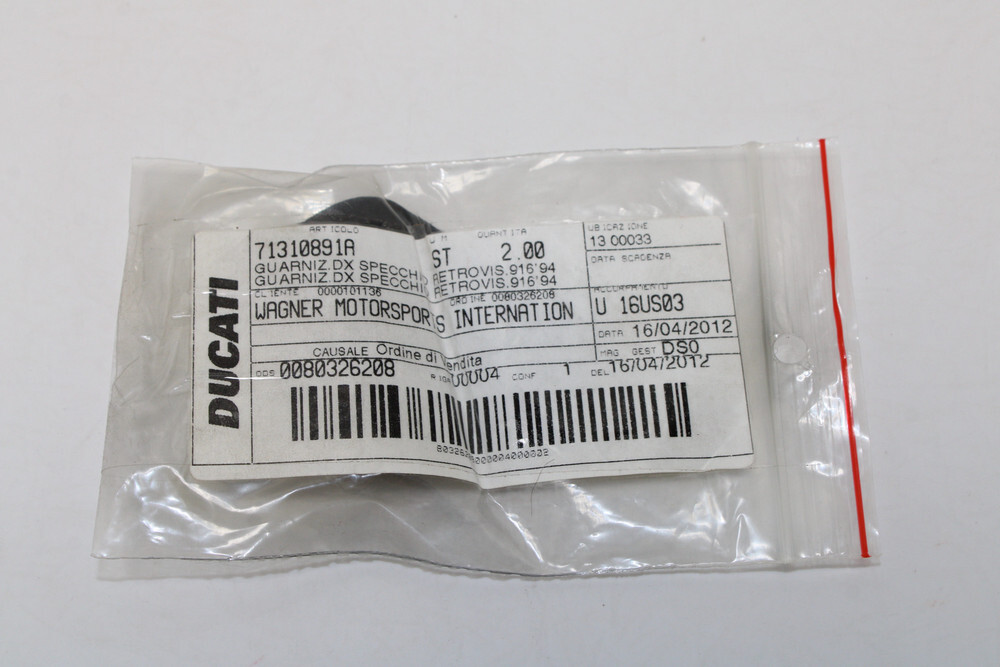 DUCATI
ARTICOLO U M QUANTITA
71310891A ST 2.00
GUARNIZ.DX SPECCHI RETROVIS.916'94
GUARNIZ.DX SPECCHI RETROVIS.916'94
CLIENTE 0000101136 ORDINE 0080326208
WAGNER MOTORSPORTS INTERNATION
CAUSALE Ordine di Vendita
ODS 0080326208 RIGA 00004 CONF 1 DEL 16/04/2012
UBICAZIONE
13 00033
DATA SCADENZA
U 16US03
DATA 16/04/2012
MAG GEST DS0